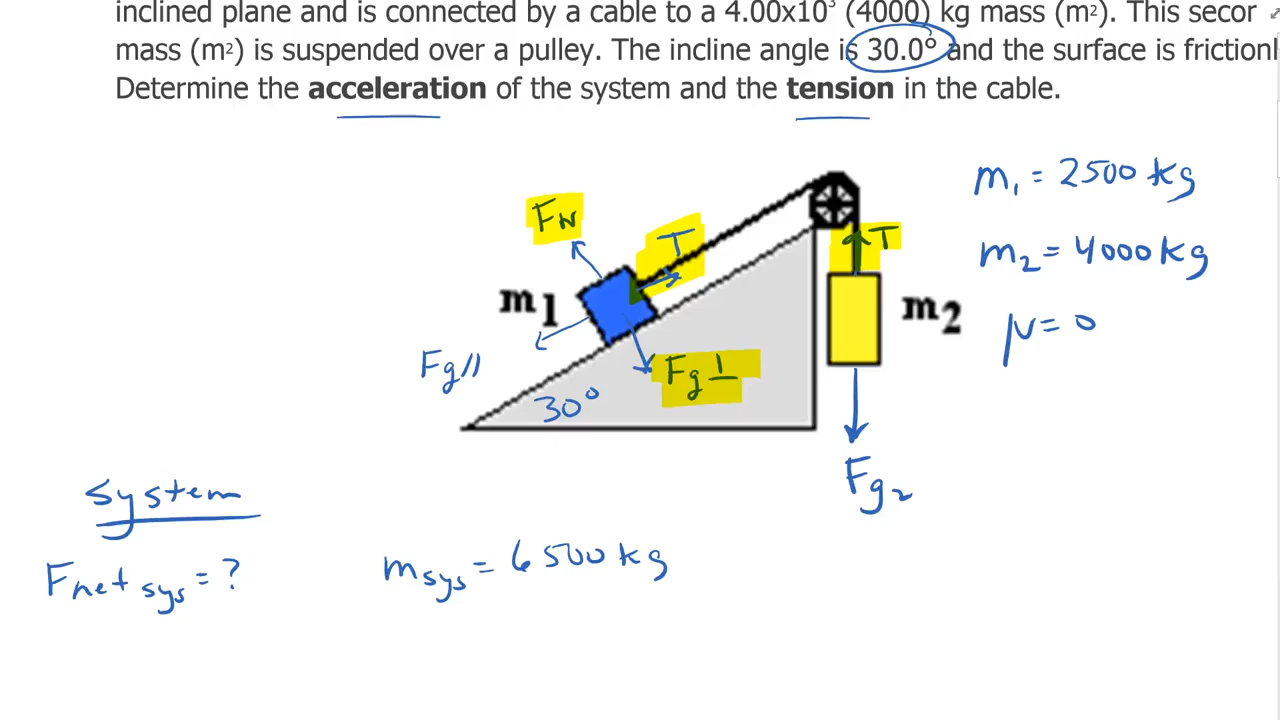 inclined plane and is connected by a cable to a 4.00x10³ (4000) kg mass (m²). This secor
mass (m²) is suspended over a pulley. The incline angle is 30.0° and the surface is frictionl
Determine the acceleration of the system and the tension in the cable.
m₁ = 2500 kg
FN
T
T
m₂ = 4000 kg
m1
m2
μ = 0
Fg//
Fg⊥
30°
Fg₂
System
Fnet sys = ?
msys = 6500 kg